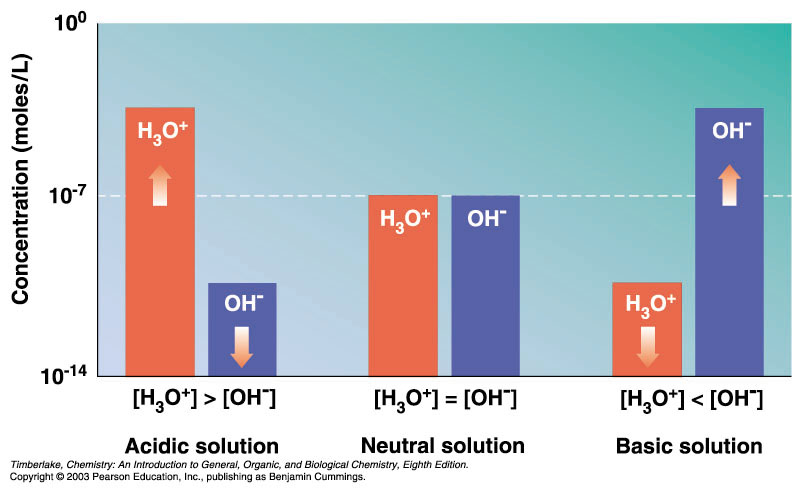 Concentration (moles/L)
10⁰
10⁻⁷
10⁻¹⁴
H₃O⁺
OH⁻
H₃O⁺
OH⁻
H₃O⁺
OH⁻
[H₃O⁺] > [OH⁻]
Acidic solution
[H₃O⁺] = [OH⁻]
Neutral solution
[H₃O⁺] < [OH⁻]
Basic solution
Timberlake, Chemistry: An Introduction to General, Organic, and Biological Chemistry, Eighth Edition.
Copyright © 2003 Pearson Education, Inc., publishing as Benjamin Cummings.